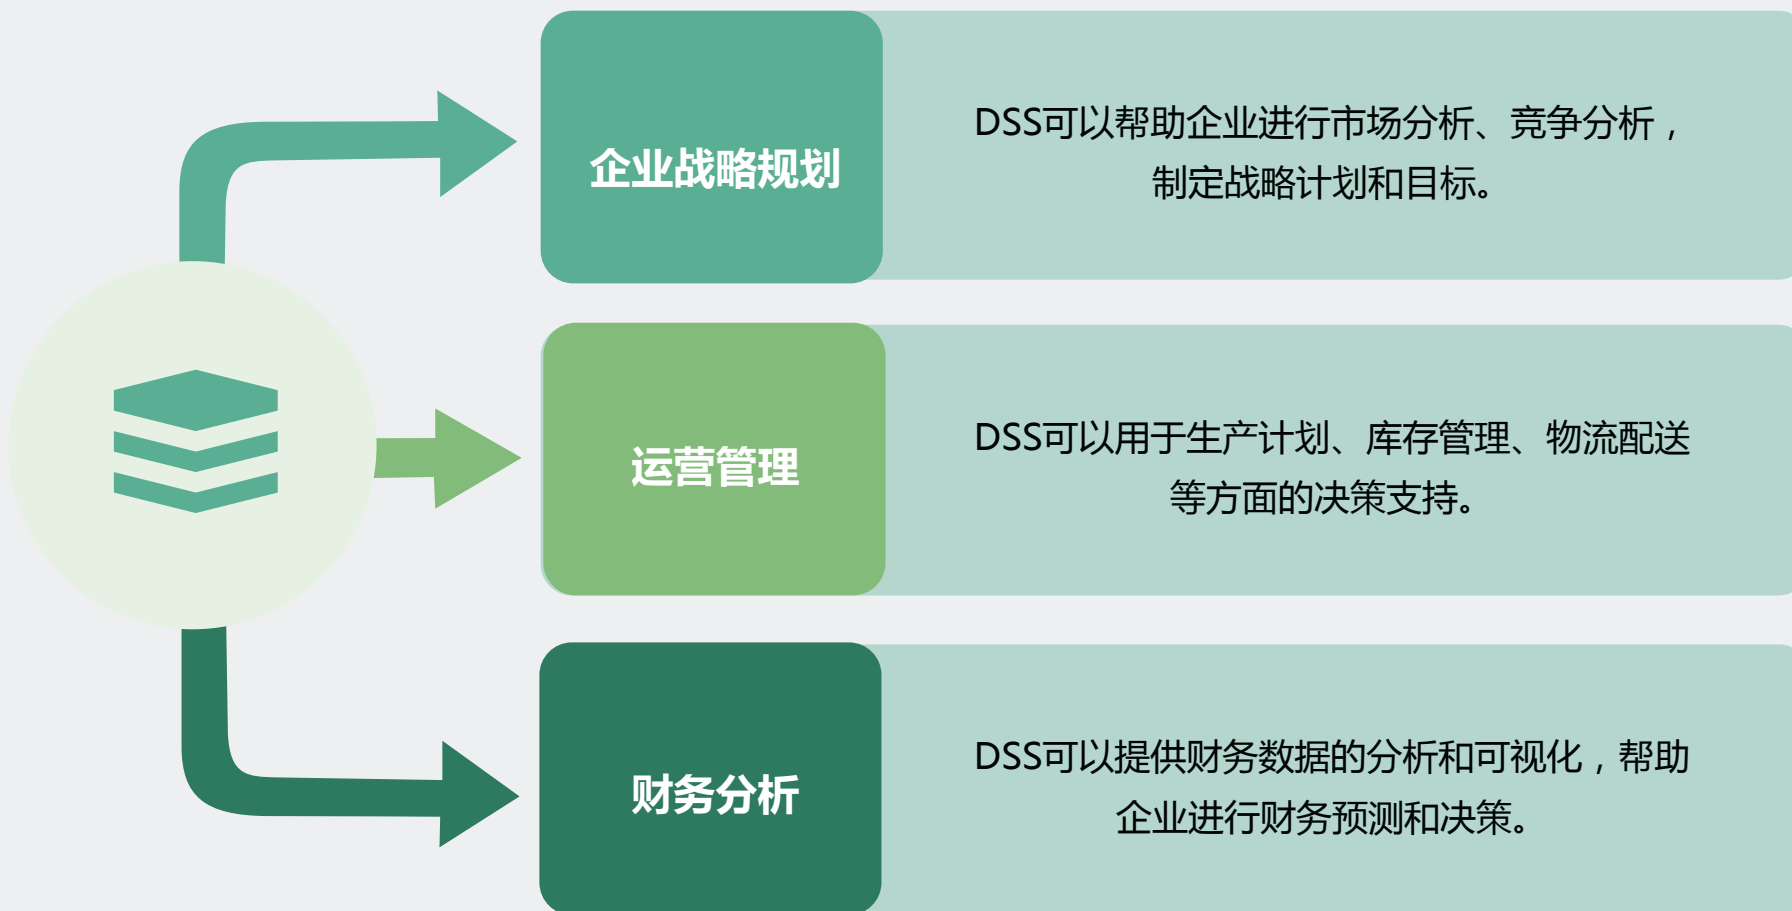 企业战略规划
DSS可以帮助企业进行市场分析、竞争分析，
制定战略计划和目标。
运营管理
DSS可以用于生产计划、库存管理、物流配送
等方面的决策支持。
财务分析
DSS可以提供财务数据的分析和可视化，帮助
企业进行财务预测和决策。